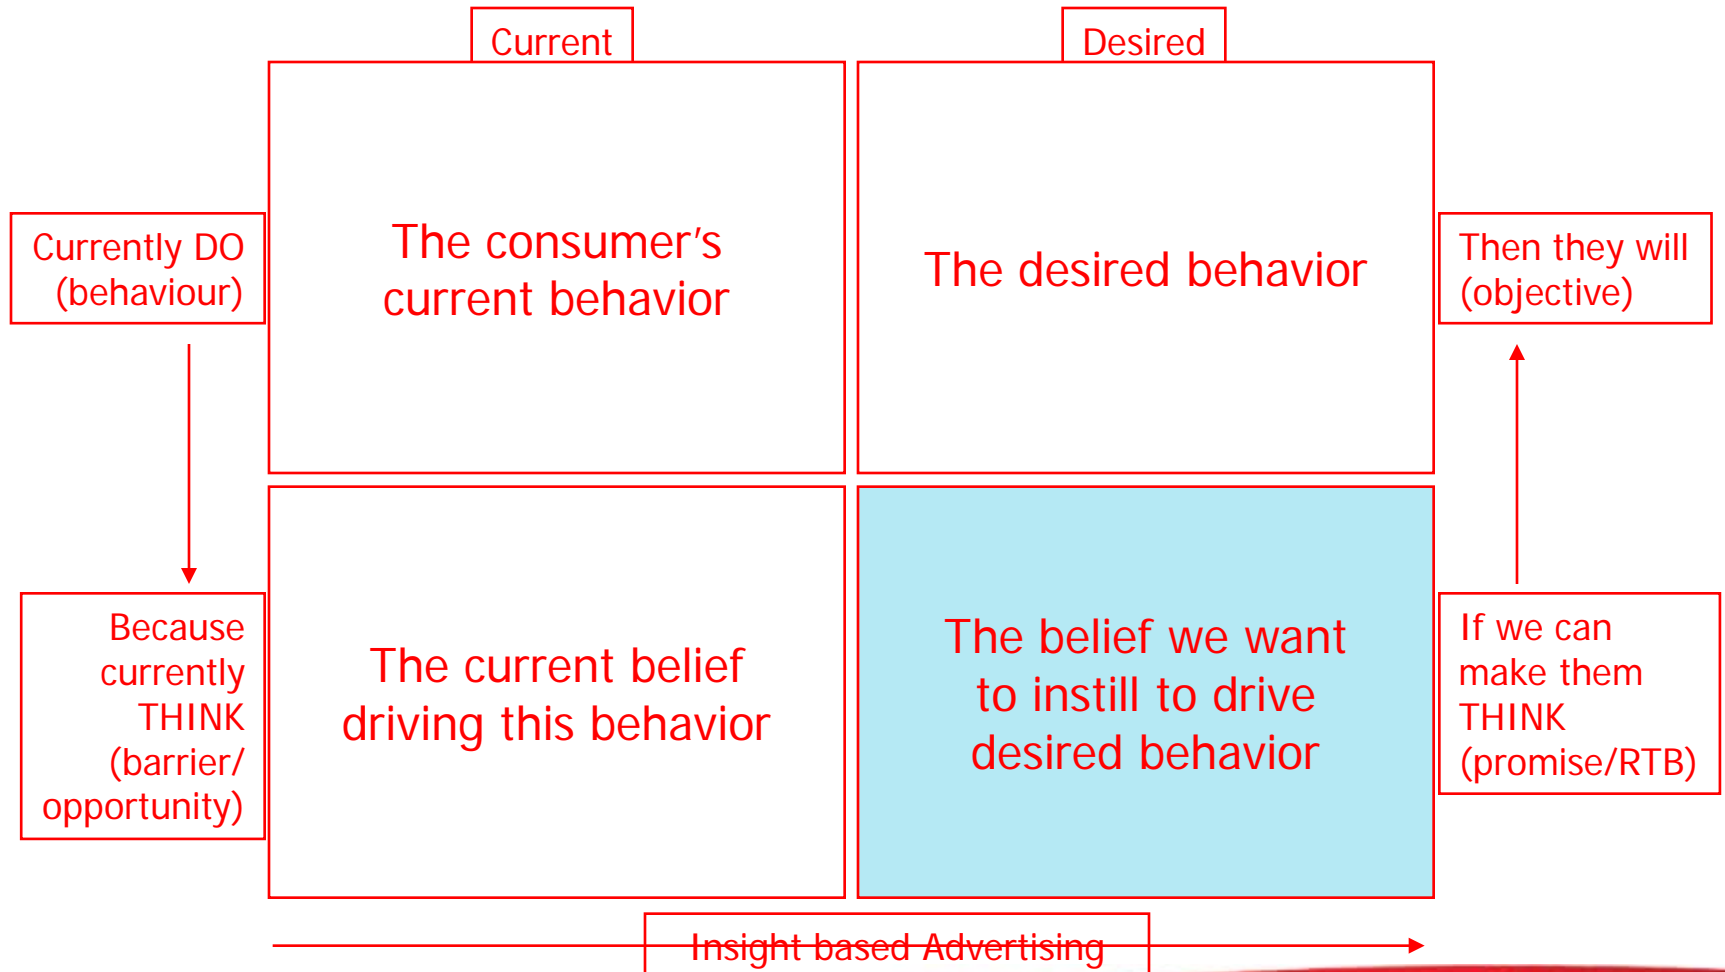 Current
Desired
Currently DO
(behaviour)
The consumer's
current behavior
The desired behavior
Then they will
(objective)
Because
currently
THINK
(barrier/
opportunity)
The current belief
driving this behavior
The belief we want
to instill to drive
desired behavior
If we can
make them
THINK
(promise/RTB)
Insight based Advertising